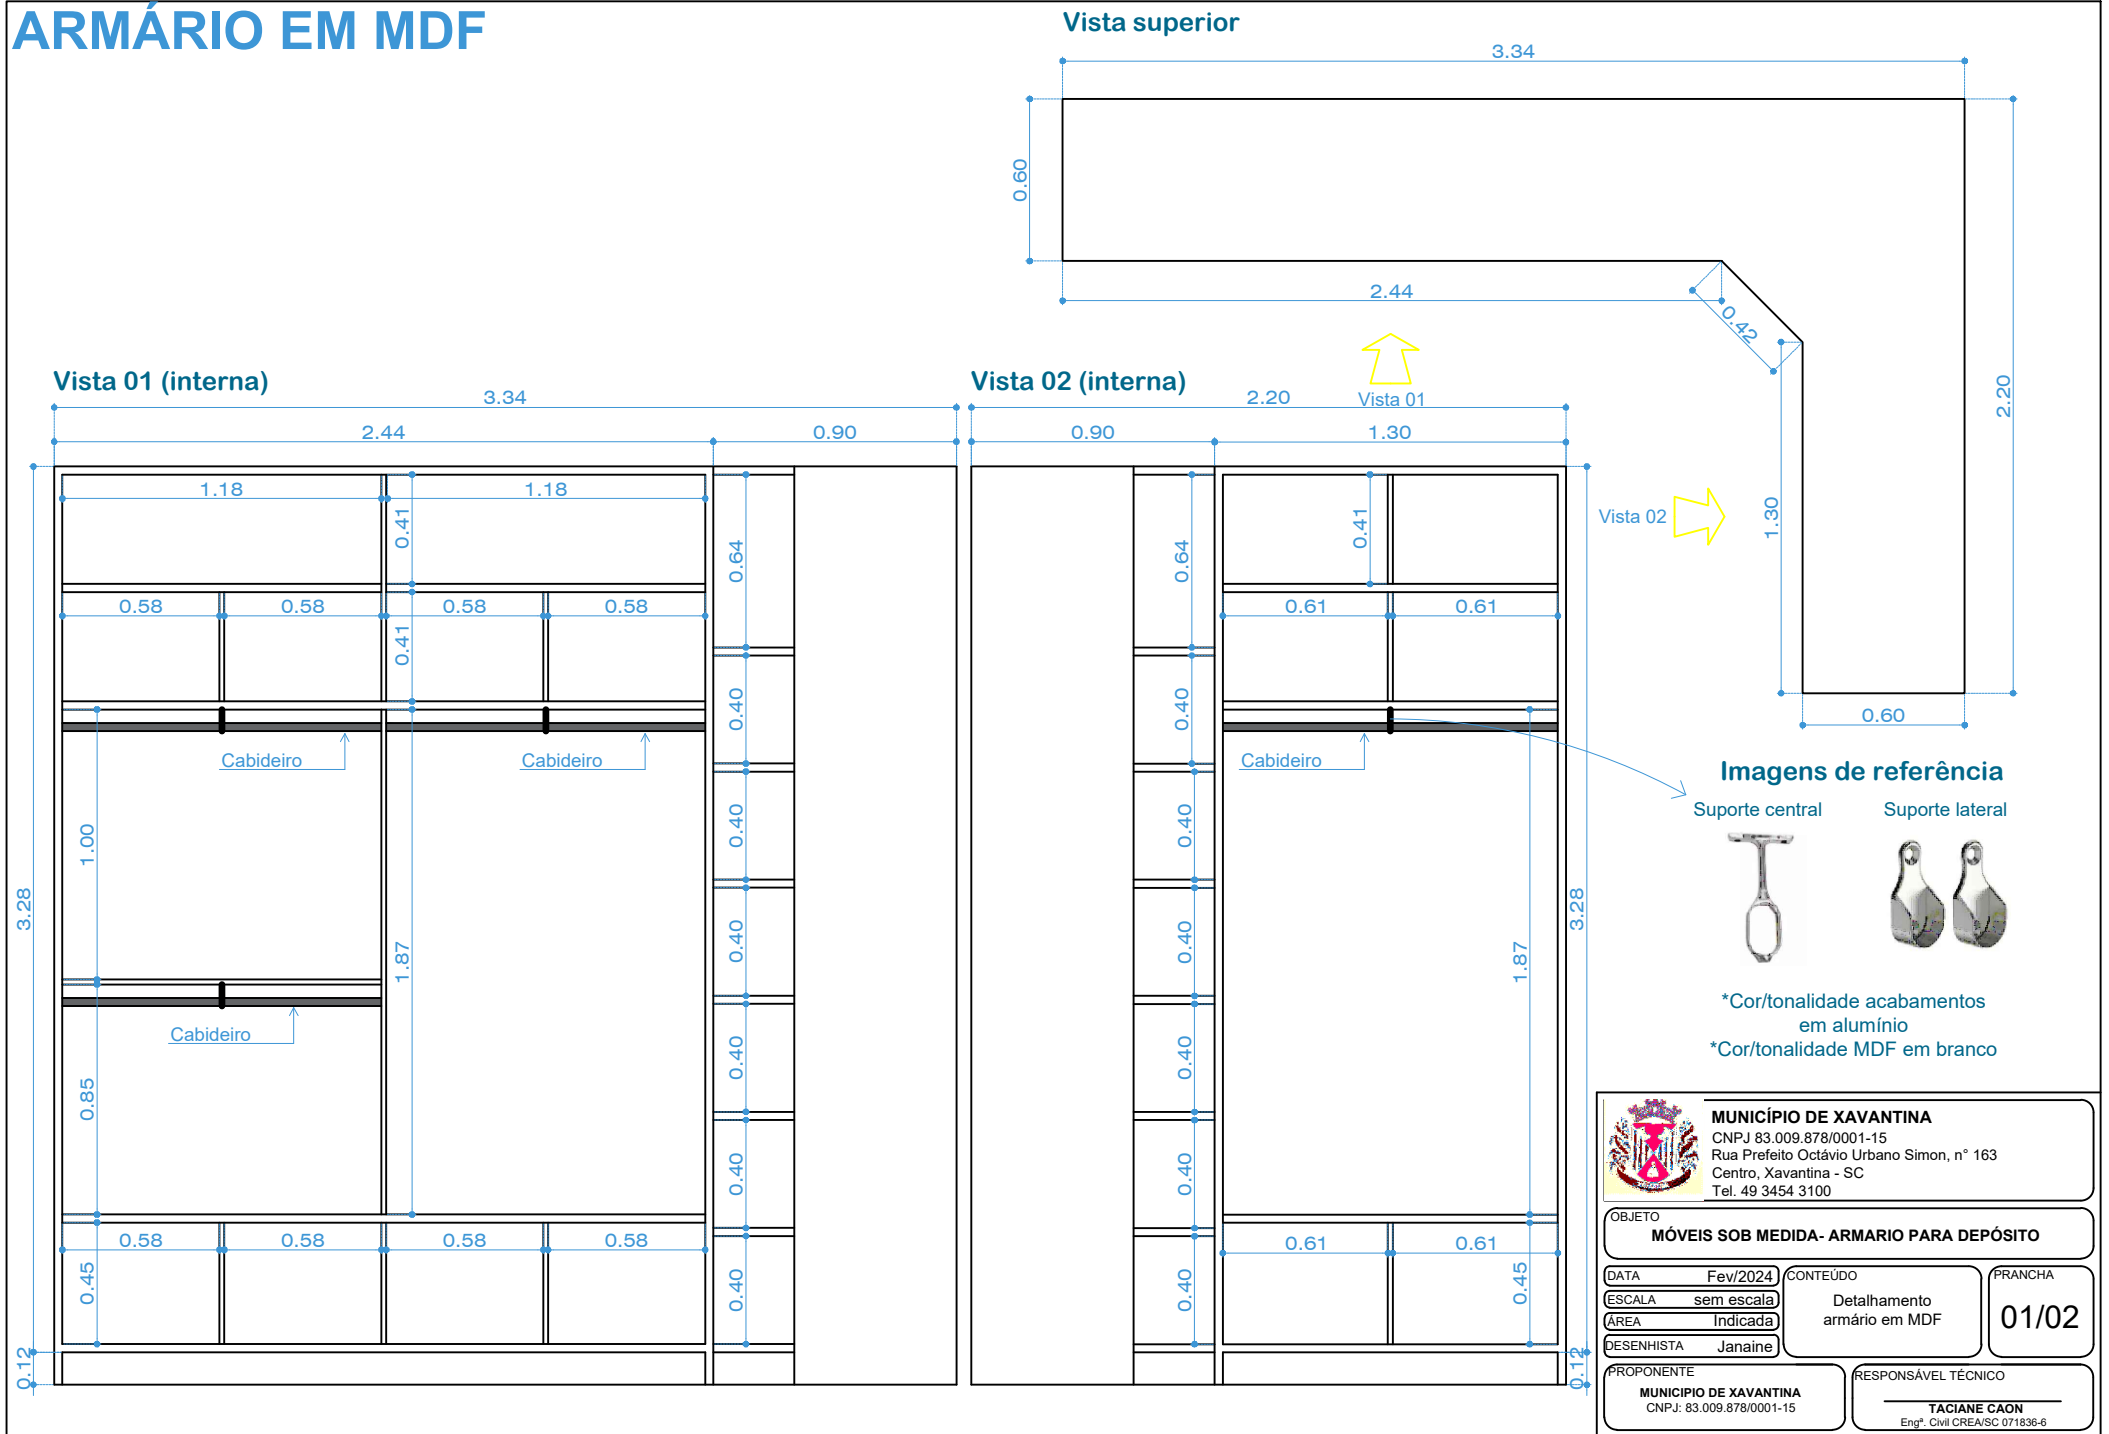 ARMÁRIO EM MDF
Vista superior
3.34
0.60
2.44
0.42
2.20
1.30
0.60
Vista 01
Vista 02
Vista 01 (interna)
3.34
2.44
0.90
1.18
1.18
0.41
0.64
0.58
0.58
0.58
0.58
0.41
0.40
Cabideiro
Cabideiro
1.00
0.40
3.28
1.87
0.40
Cabideiro
0.85
0.40
0.40
0.58
0.58
0.58
0.58
0.45
0.40
0.12
Vista 02 (interna)
2.20
0.90
1.30
0.64
0.41
0.61
0.61
0.40
Cabideiro
0.40
3.28
0.40
1.87
0.40
0.40
0.61
0.61
0.40
0.45
0.12
Imagens de referência
Suporte central
Suporte lateral
*Cor/tonalidade acabamentos
em alumínio
*Cor/tonalidade MDF em branco
MUNICÍPIO DE XAVANTINA
CNPJ 83.009.878/0001-15
Rua Prefeito Octávio Urbano Simon, n° 163
Centro, Xavantina - SC
Tel. 49 3454 3100
OBJETO
MÓVEIS SOB MEDIDA- ARMARIO PARA DEPÓSITO
DATA Fev/2024
ESCALA sem escala
ÁREA Indicada
DESENHISTA Janaine
CONTEÚDO
Detalhamento
armário em MDF
PRANCHA
01/02
PROPONENTE
MUNICIPIO DE XAVANTINA
CNPJ: 83.009.878/0001-15
RESPONSÁVEL TÉCNICO
TACIANE CAON
Engª. Civil CREA/SC 071836-6